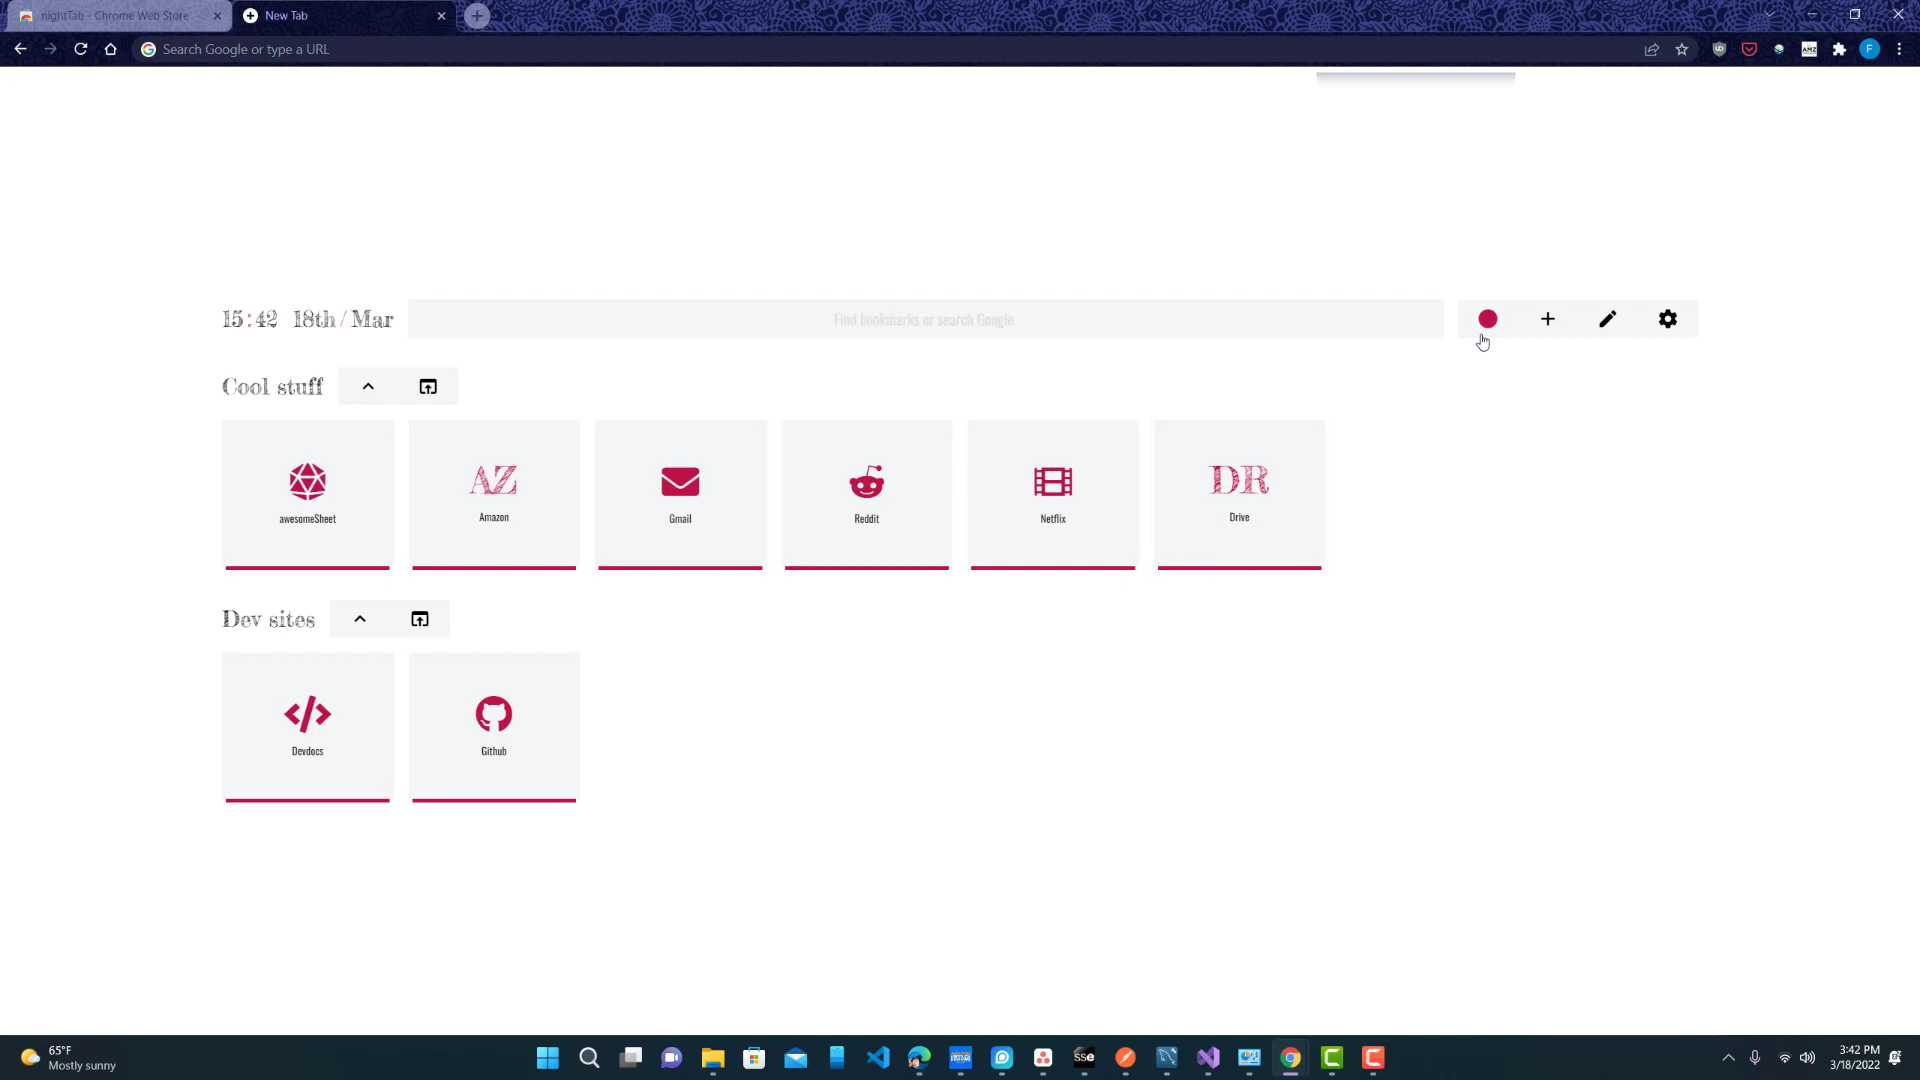 nightTab - Chrome Web Store
New Tab
Search Google or type a URL
15:42 18th/Mar
Find bookmarks or search Google
Cool stuff
awesomeSheet
AZ
Amazon
Gmail
Reddit
Netflix
DR
Drive
Dev sites
Devdocs
Github
65°F
Mostly sunny
SSe
3:42 PM
3/18/2022
F
AMZ